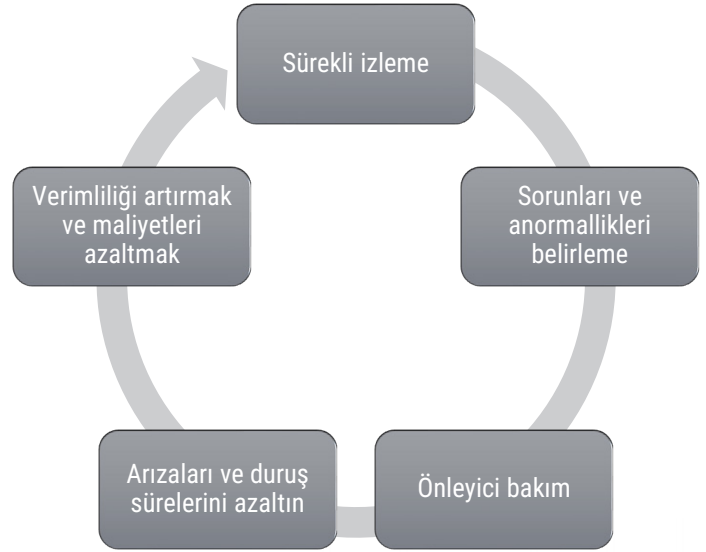 Sürekli izleme
Sorunları ve
anormallikleri
belirleme
Önleyici bakım
Arızaları ve duruş
sürelerini azaltın
Verimliliği artırmak
ve maliyetleri
azaltmak